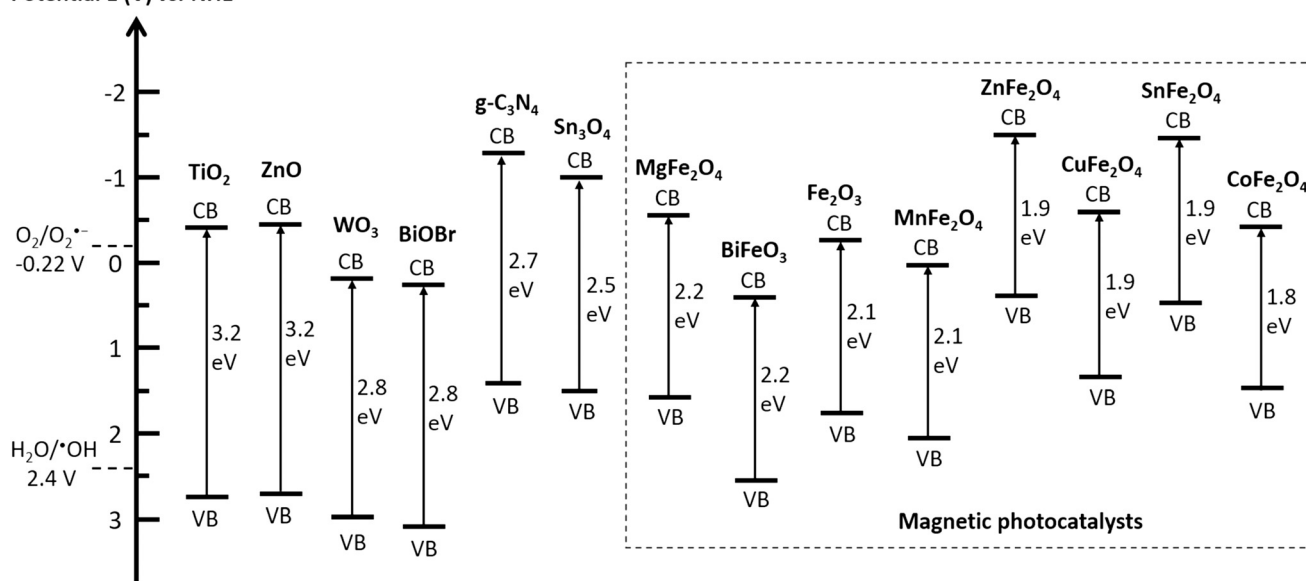 -2
-1
0
1
2
3
O₂/O₂•⁻
-0.22 V
H₂O/•OH
2.4 V
TiO₂
CB
3.2
eV
VB
ZnO
CB
3.2
eV
VB
WO₃
CB
2.8
eV
VB
BiOBr
CB
2.8
eV
VB
g-C₃N₄
CB
2.7
eV
VB
Sn₃O₄
CB
2.5
eV
VB
MgFe₂O₄
CB
2.2
eV
VB
BiFeO₃
CB
2.2
eV
VB
Fe₂O₃
CB
2.1
eV
VB
MnFe₂O₄
CB
2.1
eV
VB
ZnFe₂O₄
CB
1.9
eV
VB
CuFe₂O₄
CB
1.9
eV
VB
SnFe₂O₄
CB
1.9
eV
VB
CoFe₂O₄
CB
1.8
eV
VB
Magnetic photocatalysts